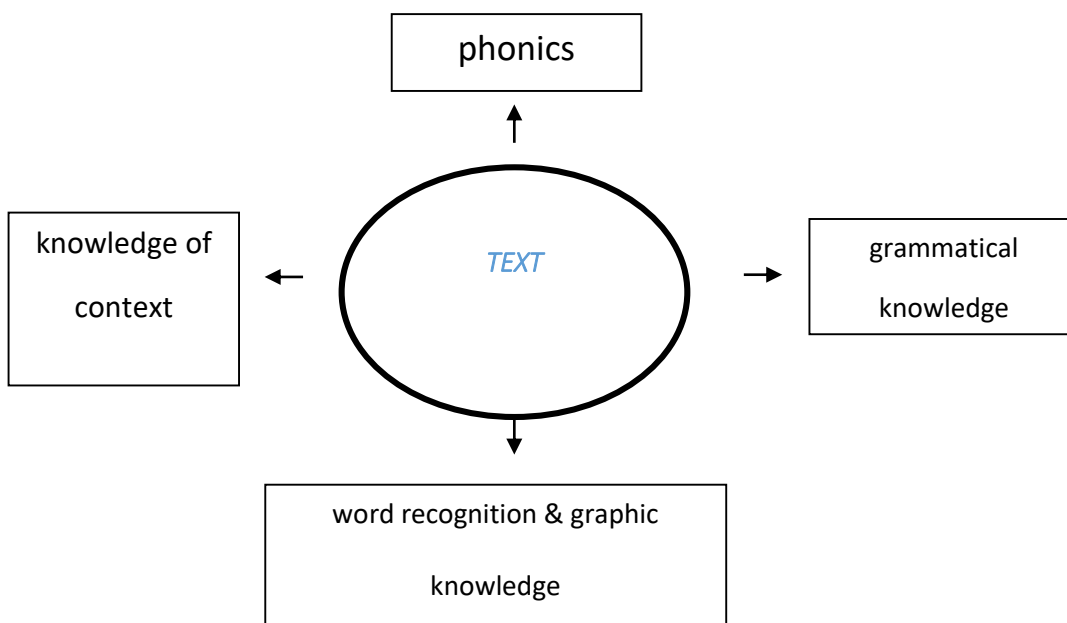 phonics
knowledge of
context
TEXT
grammatical
knowledge
word recognition & graphic
knowledge